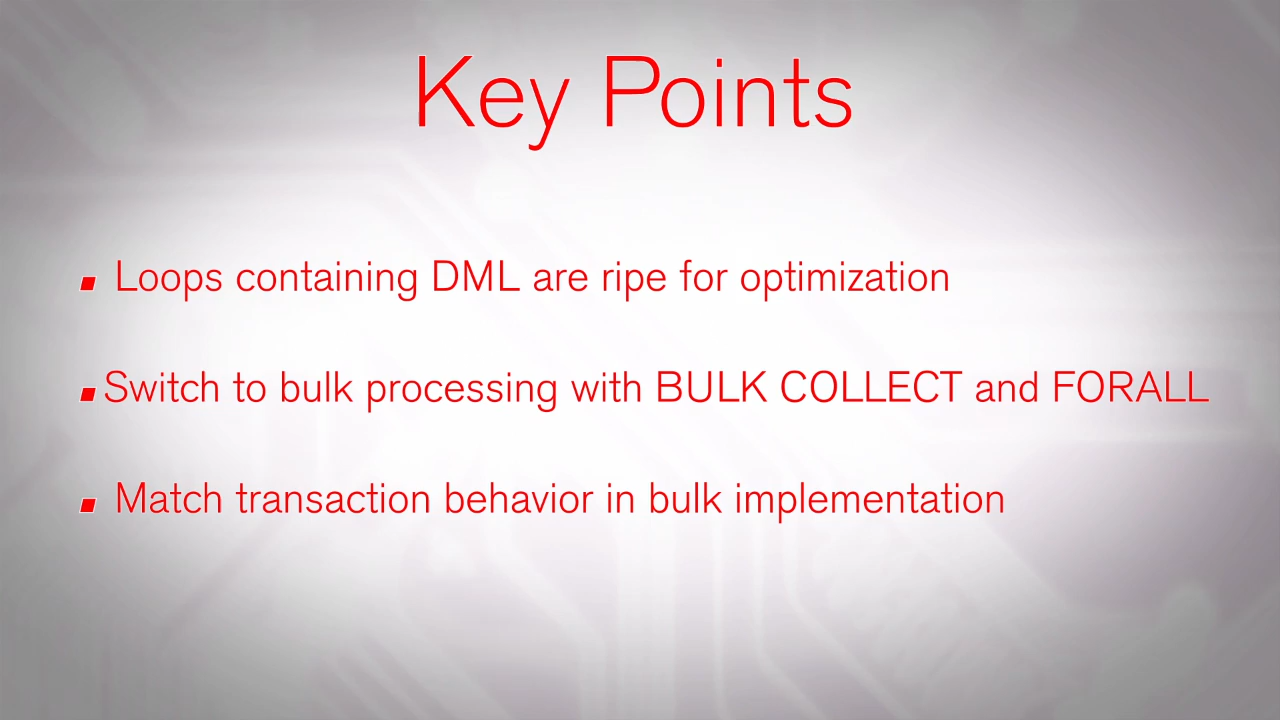 Key Points
▪ Loops containing DML are ripe for optimization
▪ Switch to bulk processing with BULK COLLECT and FORALL
▪ Match transaction behavior in bulk implementation